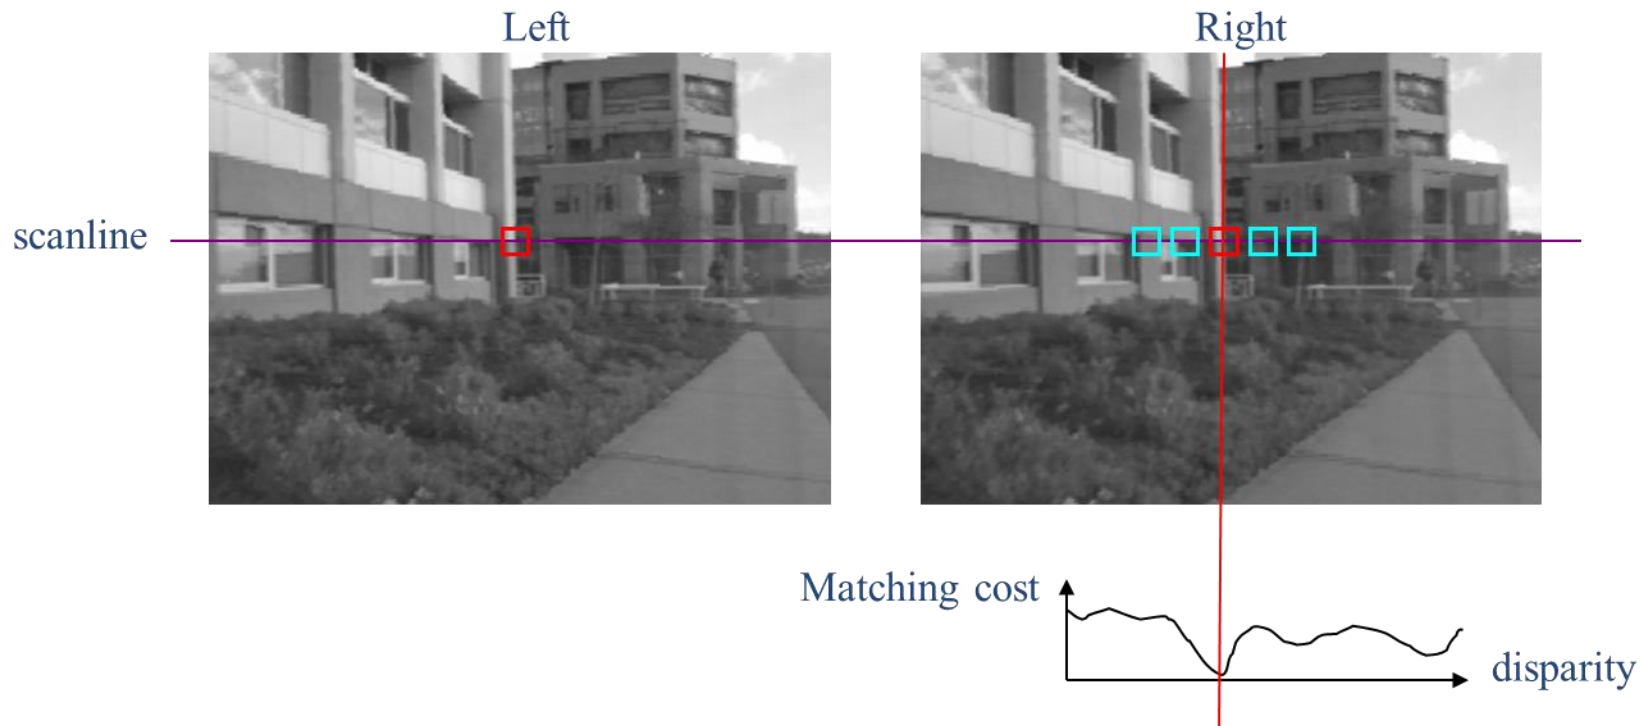 Left
Right
scanline
Matching cost
disparity